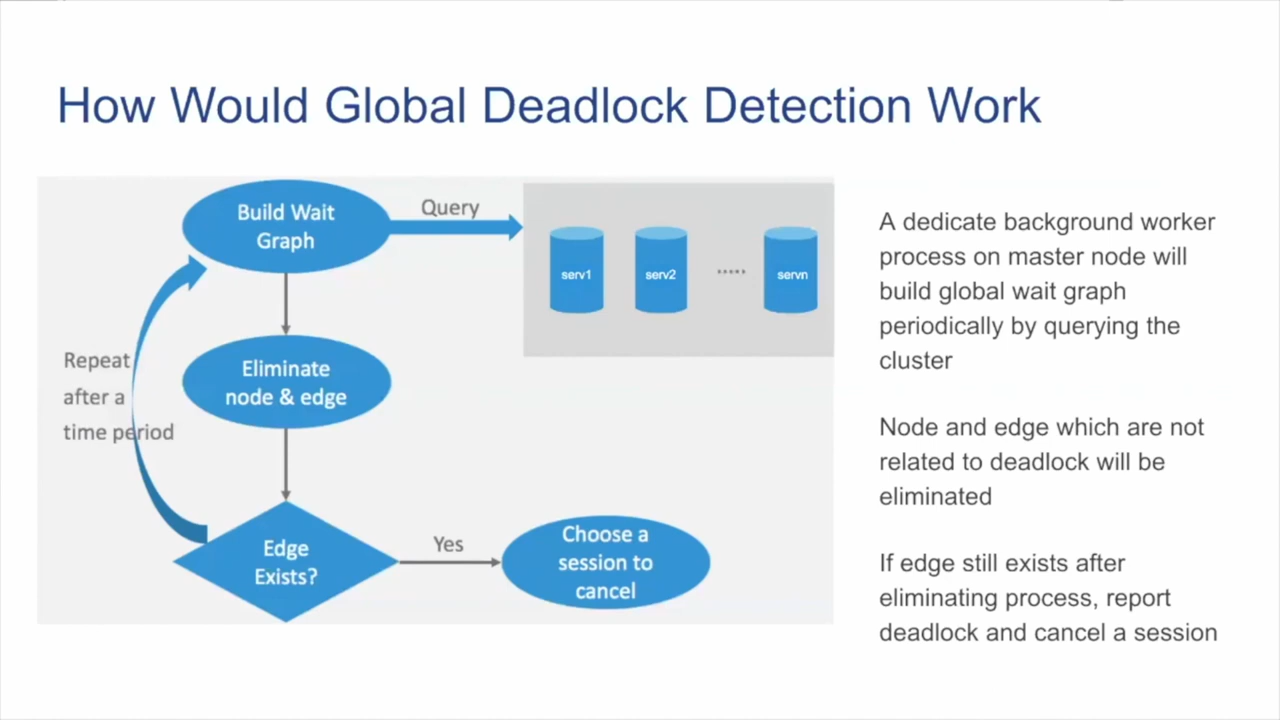 How Would Global Deadlock Detection Work
Build Wait
Graph
Query
serv1
serv2
.....
servn
Repeat
after a
time period
Eliminate
node & edge
Edge
Exists?
Yes
Choose a
session to
cancel
A dedicate background worker
process on master node will
build global wait graph
periodically by querying the
cluster
Node and edge which are not
related to deadlock will be
eliminated
If edge still exists after
eliminating process, report
deadlock and cancel a session